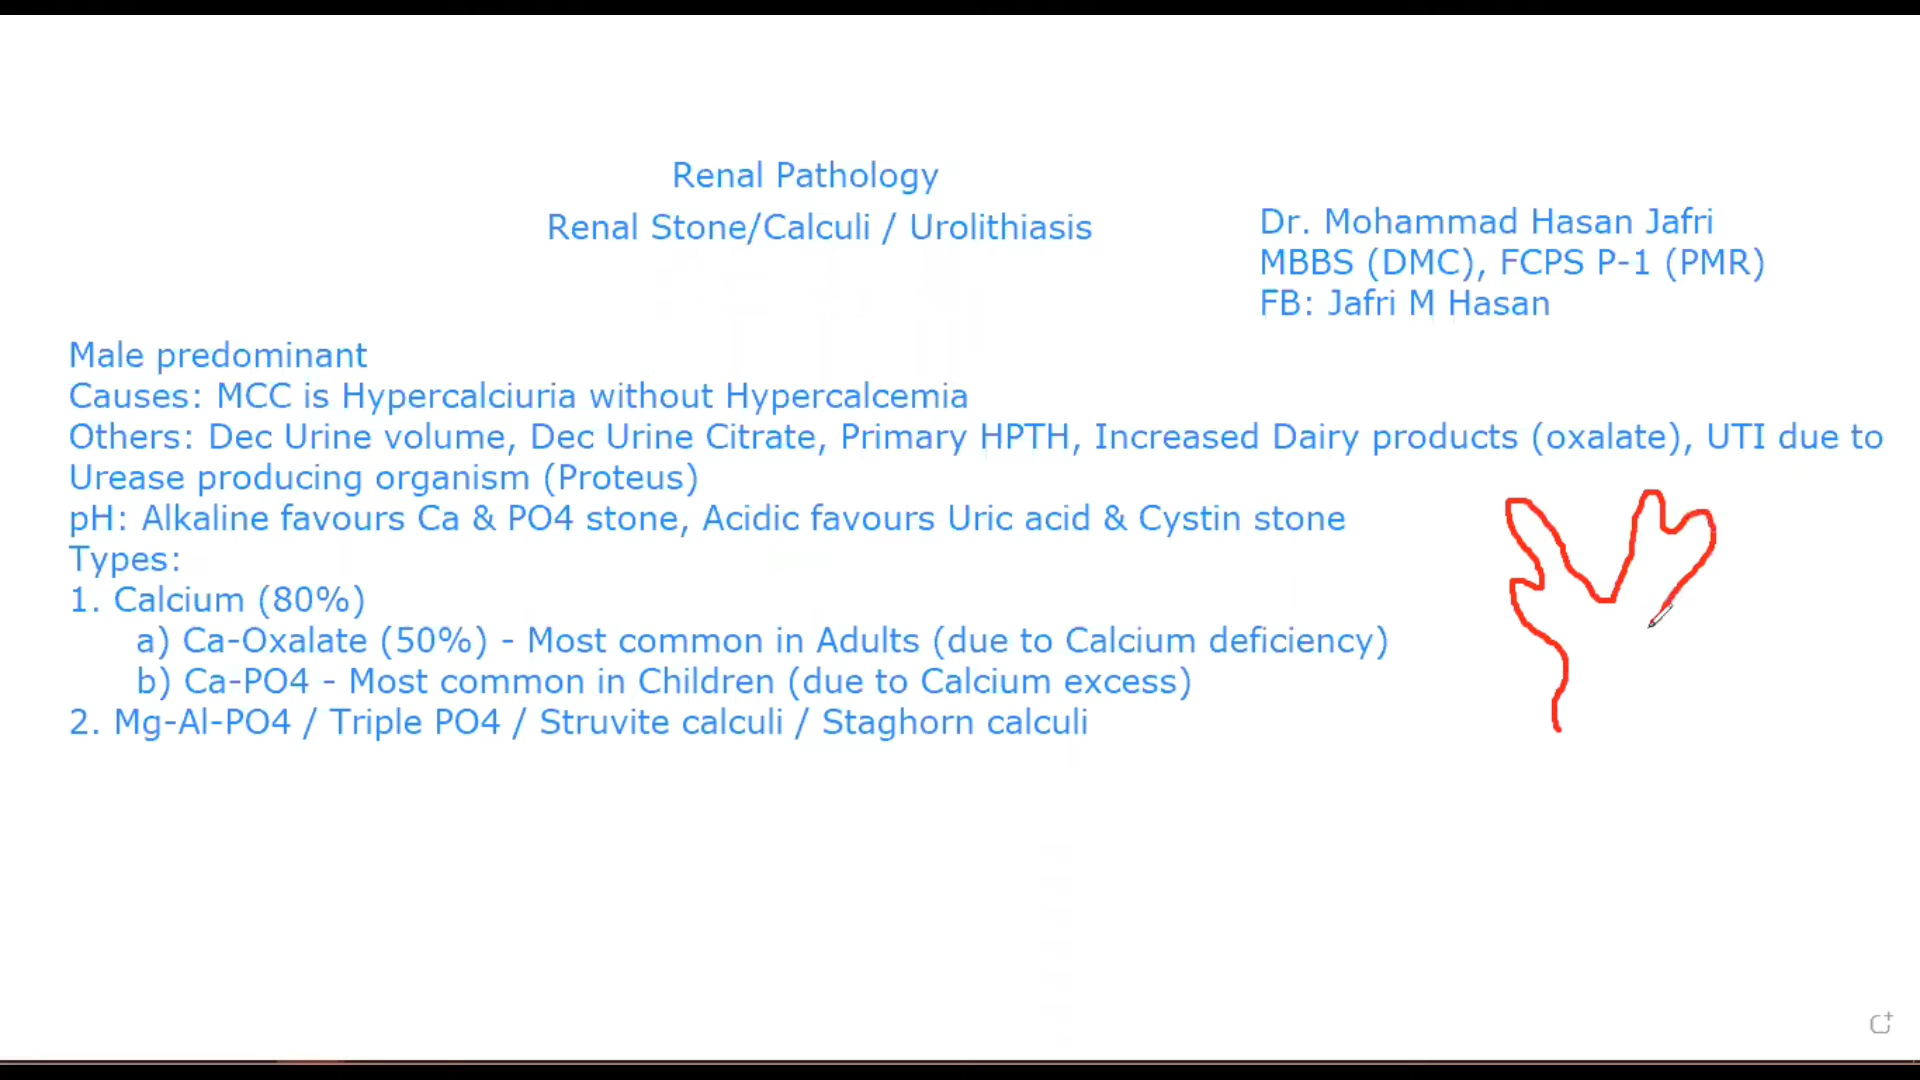 Renal Pathology
Renal Stone/Calculi / Urolithiasis
Dr. Mohammad Hasan Jafri
MBBS (DMC), FCPS P-1 (PMR)
FB: Jafri M Hasan
Male predominant
Causes: MCC is Hypercalciuria without Hypercalcemia
Others: Dec Urine volume, Dec Urine Citrate, Primary HPTH, Increased Dairy products (oxalate), UTI due to
Urease producing organism (Proteus)
pH: Alkaline favours Ca & PO4 stone, Acidic favours Uric acid & Cystin stone
Types:
1. Calcium (80%)
a) Ca-Oxalate (50%) - Most common in Adults (due to Calcium deficiency)
b) Ca-PO4 - Most common in Children (due to Calcium excess)
2. Mg-Al-PO4 / Triple PO4 / Struvite calculi / Staghorn calculi